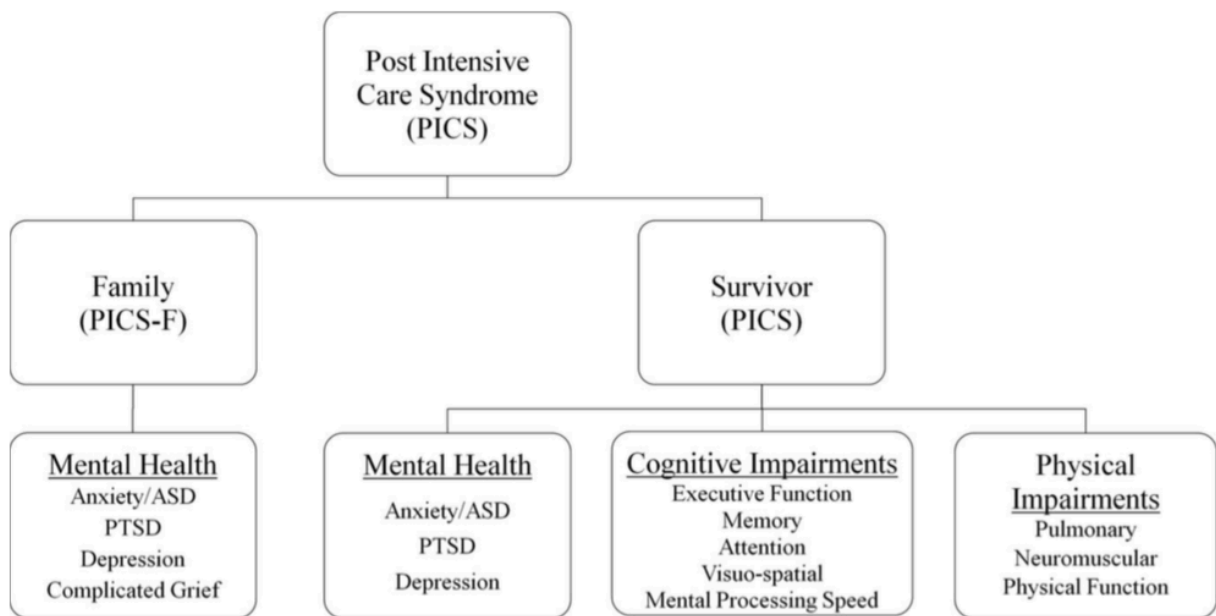 Post Intensive
Care Syndrome
(PICS)
Family
(PICS-F)
Survivor
(PICS)
Mental Health
Anxiety/ASD
PTSD
Depression
Complicated Grief
Mental Health
Anxiety/ASD
PTSD
Depression
Cognitive Impairments
Executive Function
Memory
Attention
Visuo-spatial
Mental Processing Speed
Physical
Impairments
Pulmonary
Neuromuscular
Physical Function